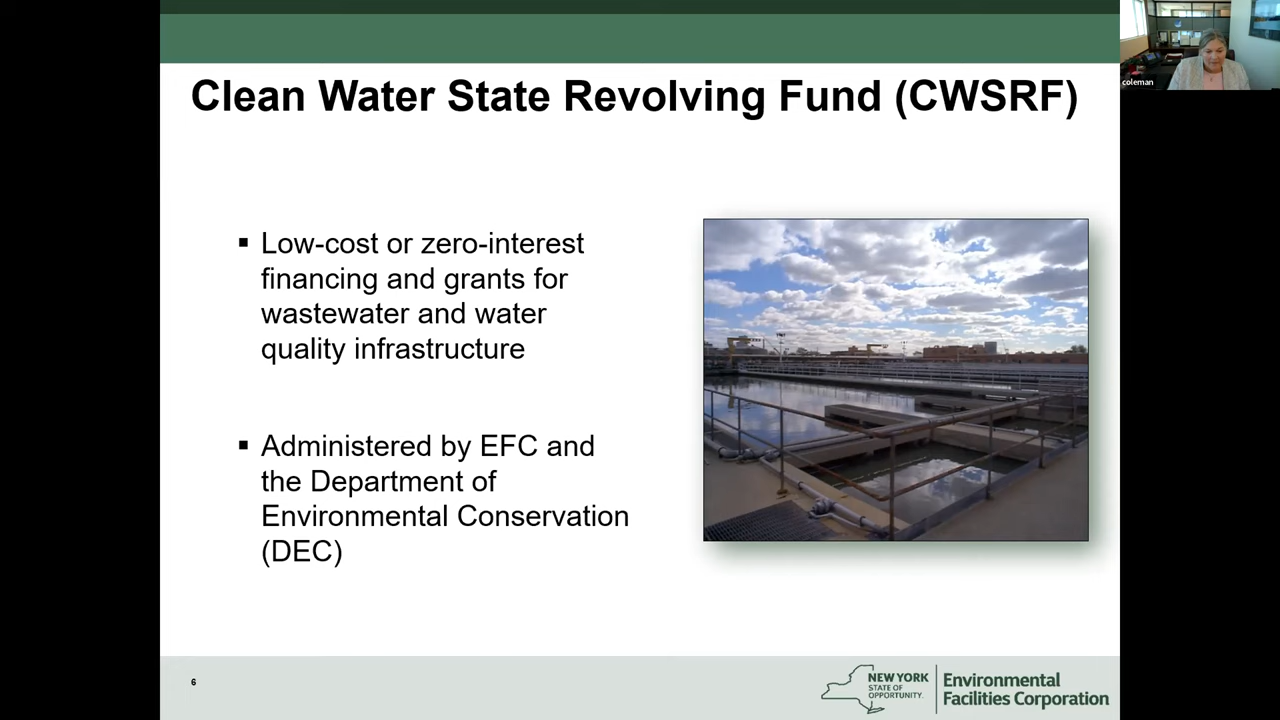 Clean Water State Revolving Fund (CWSRF)
coleman
▪ Low-cost or zero-interest
financing and grants for
wastewater and water
quality infrastructure
▪ Administered by EFC and
the Department of
Environmental Conservation
(DEC)
6
NEW YORK
STATE OF
OPPORTUNITY.
Environmental
Facilities Corporation